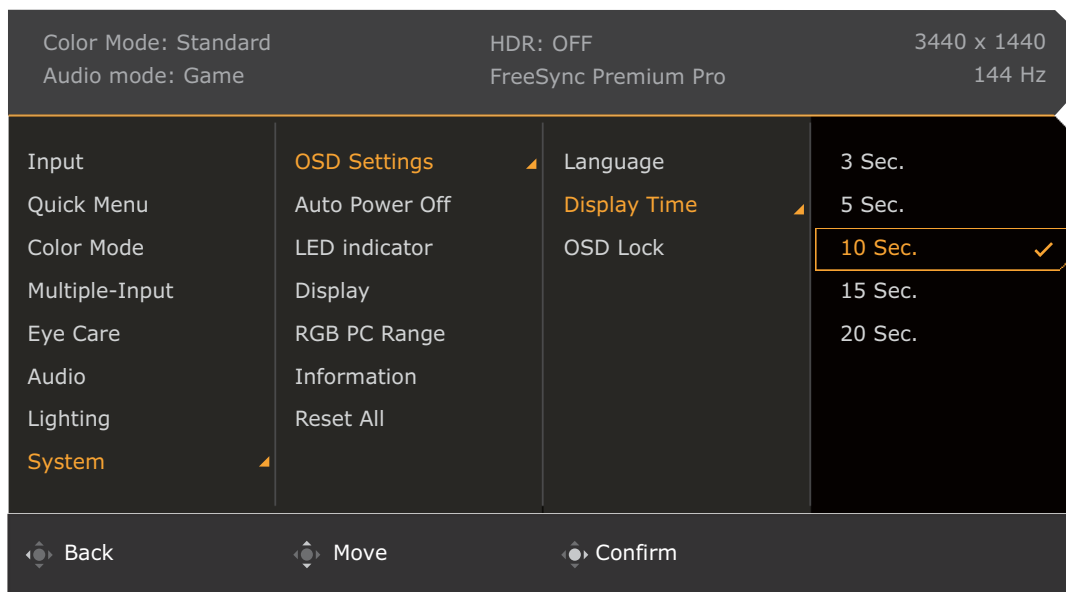 Color Mode: Standard
Audio mode: Game
HDR: OFF
FreeSync Premium Pro
3440 x 1440
144 Hz
Input
Quick Menu
Color Mode
Multiple-Input
Eye Care
Audio
Lighting
System
OSD Settings
Auto Power Off
LED indicator
Display
RGB PC Range
Information
Reset All
Language
Display Time
OSD Lock
3 Sec.
5 Sec.
10 Sec.
15 Sec.
20 Sec.
Back
Move
Confirm